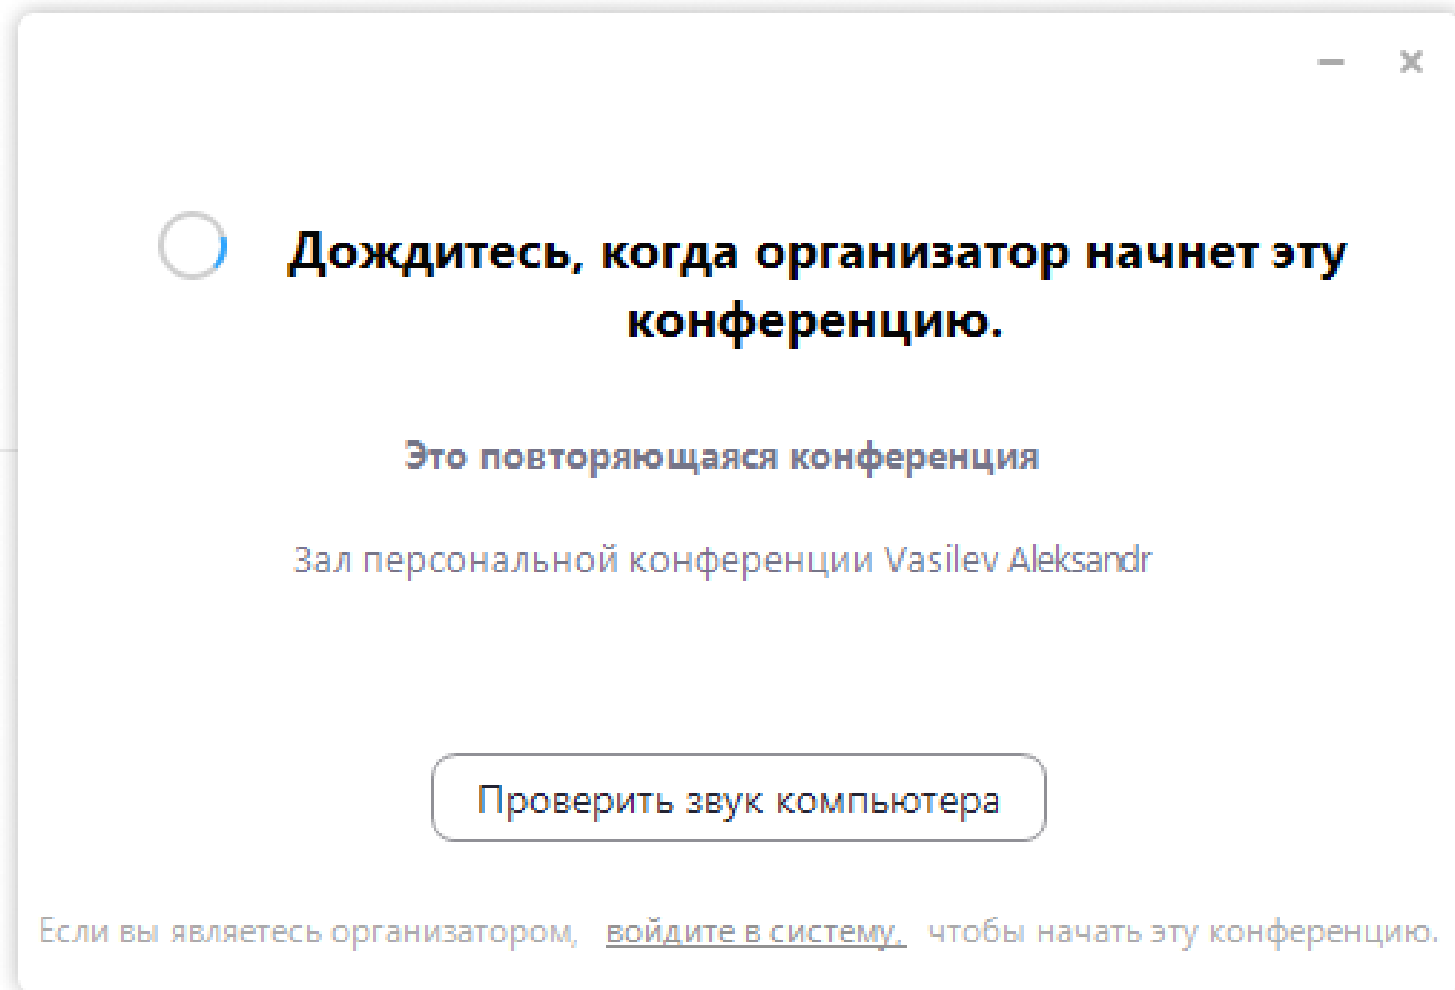 Дождитесь, когда организатор начнет эту
конференцию.
Это повторяющаяся конференция
Зал персональной конференции Vasilev Aleksandr
Проверить звук компьютера
Если вы являетесь организатором, войдите в систему, чтобы начать эту конференцию.